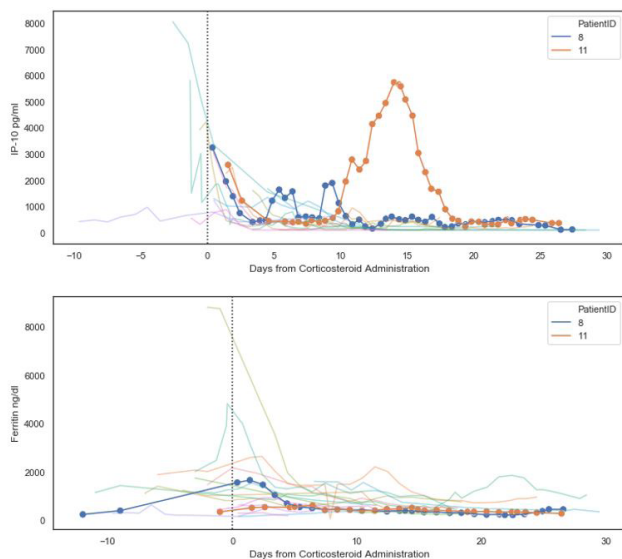 8000
7000
6000
5000
4000
3000
2000
1000
0
IP-10 pg/ml
PatientID
8
11
−10 −5 0 5 10 15 20 25 30
Days from Corticosteroid Administration
8000
6000
4000
2000
0
Ferritin ng/dl
PatientID
8
11
−10 0 10 20 30
Days from Corticosteroid Administration